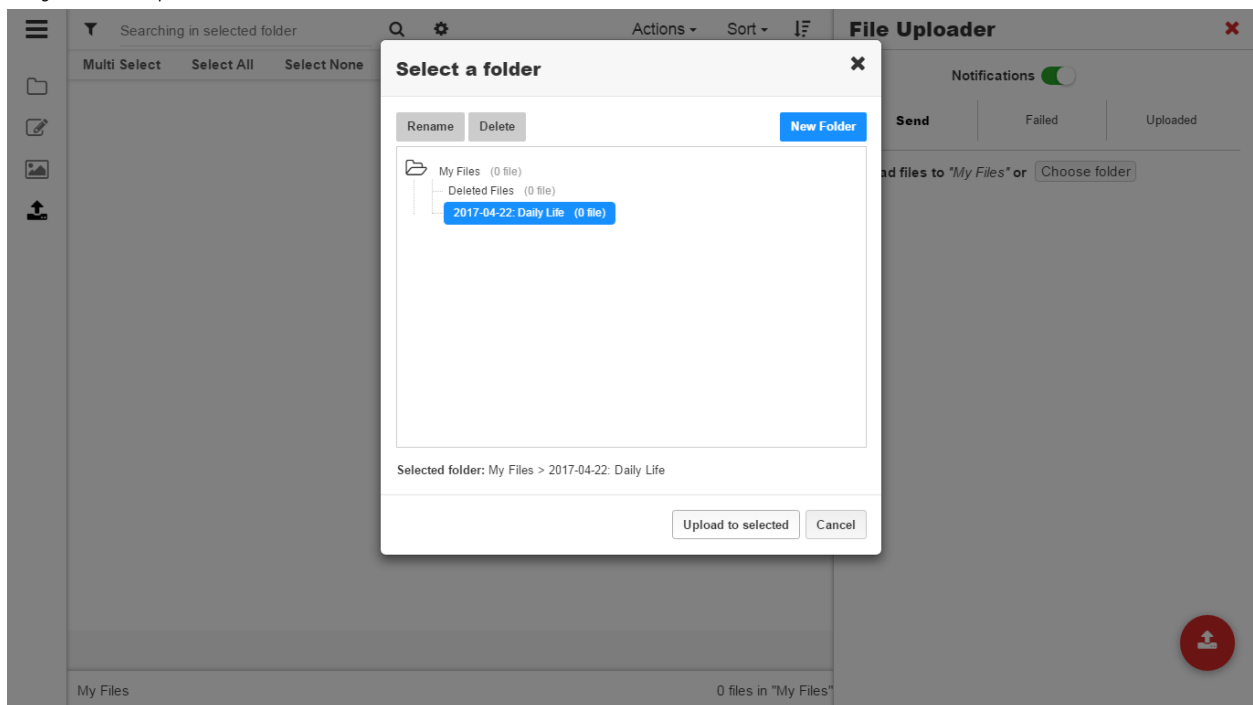 Searching in selected folder
Actions
Sort
File Uploader
Multi Select Select All Select None
Select a folder
Notifications
Rename Delete New Folder
Send Failed Uploaded
My Files (0 file)
ad files to "My Files" or Choose folder
Deleted Files (0 file)
2017-04-22: Daily Life (0 file)
Selected folder: My Files > 2017-04-22: Daily Life
Upload to selected Cancel
My Files 0 files in "My Files"